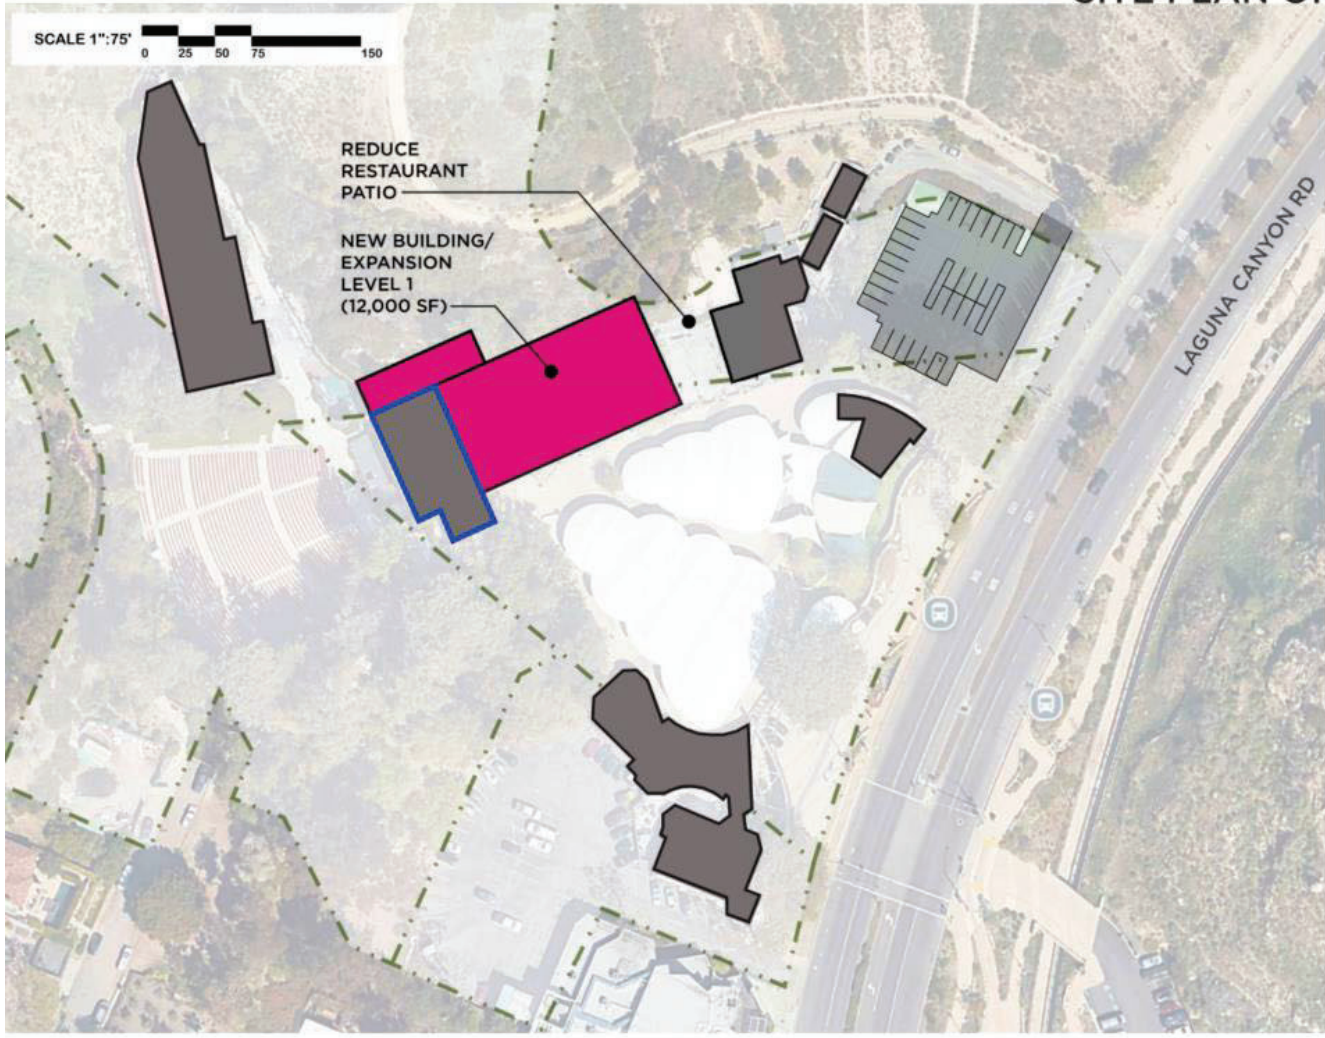 SCALE 1":75'
0 25 50 75 150
REDUCE
RESTAURANT
PATIO
NEW BUILDING/
EXPANSION
LEVEL 1
(12,000 SF)
LAGUNA CANYON RD